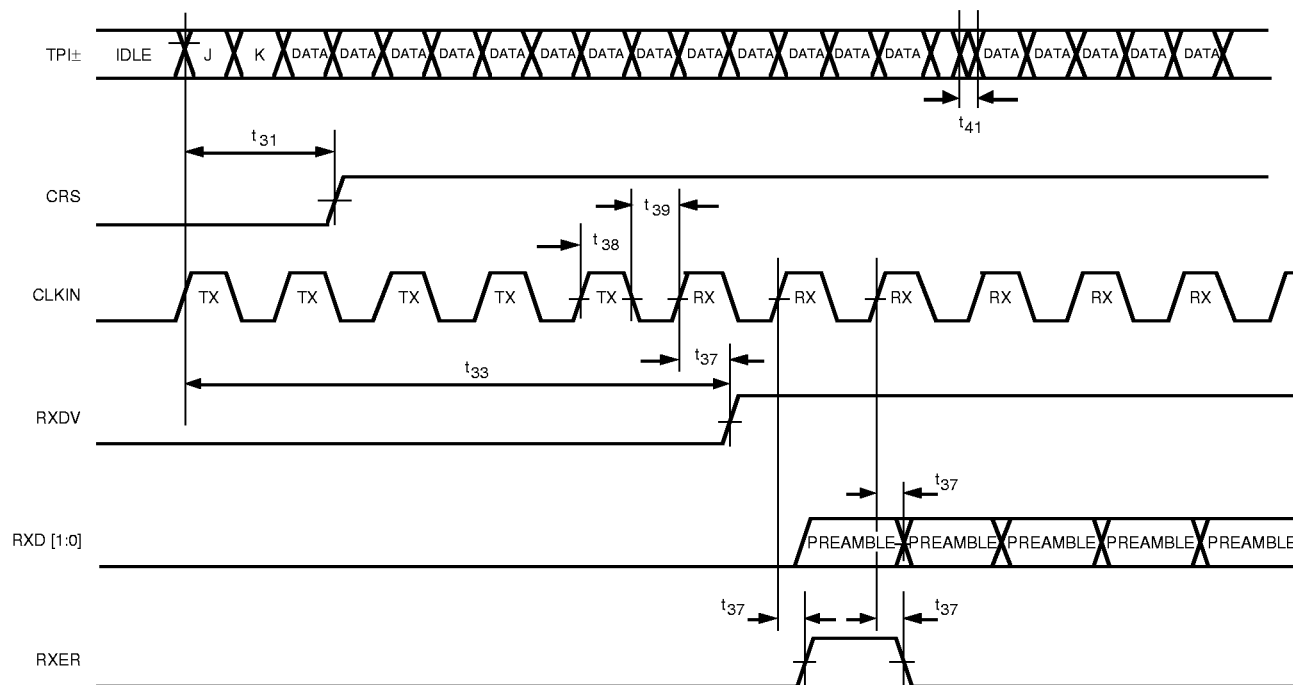 TPI± IDLE J K DATA DATA DATA DATA DATA DATA DATA DATA DATA DATA DATA DATA DATA DATA DATA DATA DATA DATA
t41
t31
CRS
t39
t38
CLKIN TX TX TX TX TX RX RX RX RX RX RX
t33
t37
RXDV
t37
RXD [1:0] PREAMBLE PREAMBLE PREAMBLE PREAMBLE PREAMBLE
t37 t37
RXER